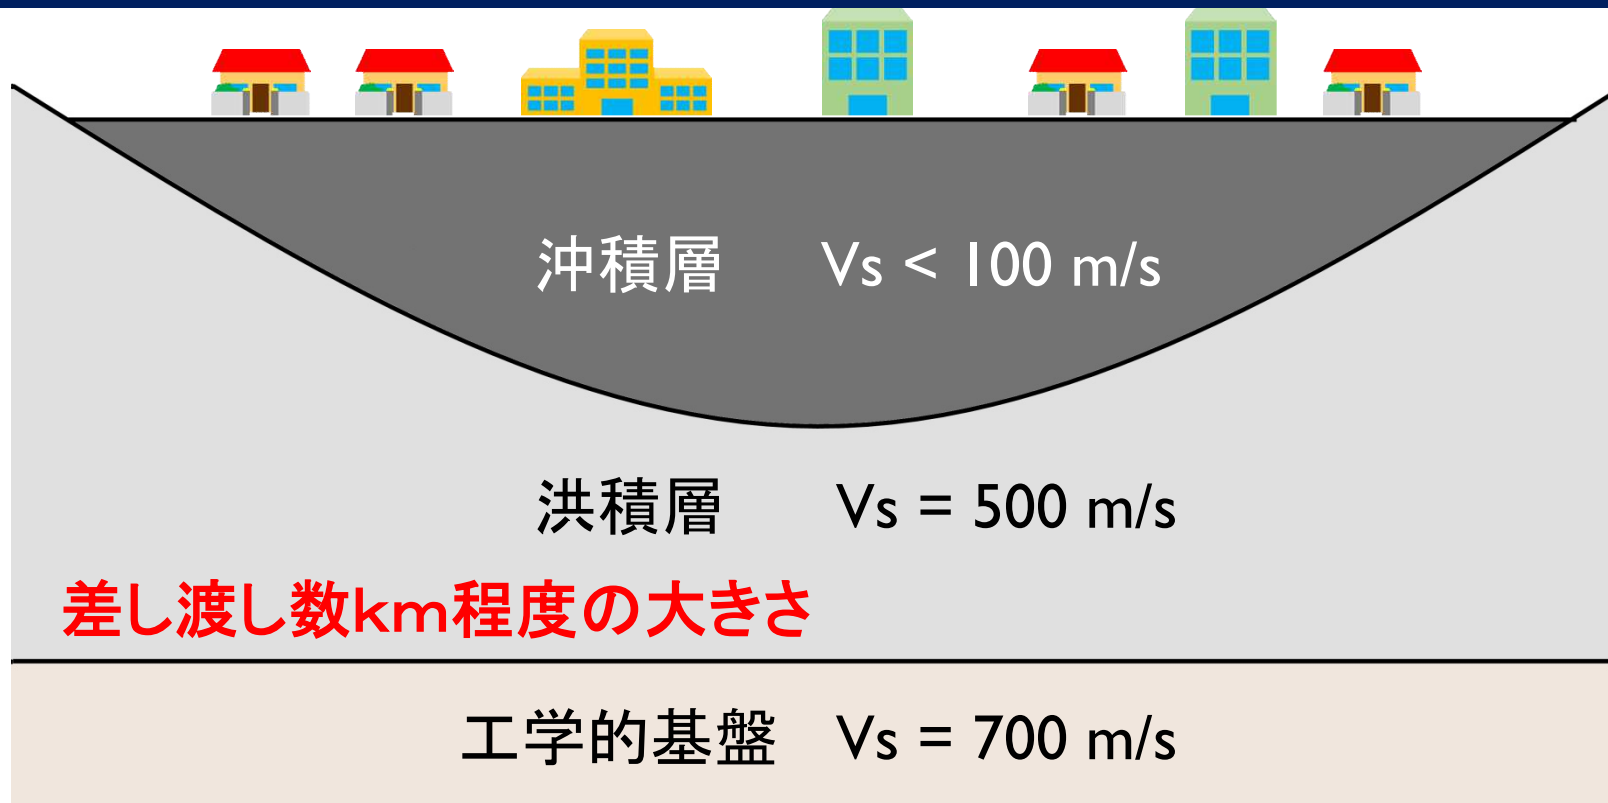 沖積層 Vs < 100 m/s
洪積層 Vs = 500 m/s
差し渡し数km程度の大きさ
工学的基盤 Vs = 700 m/s